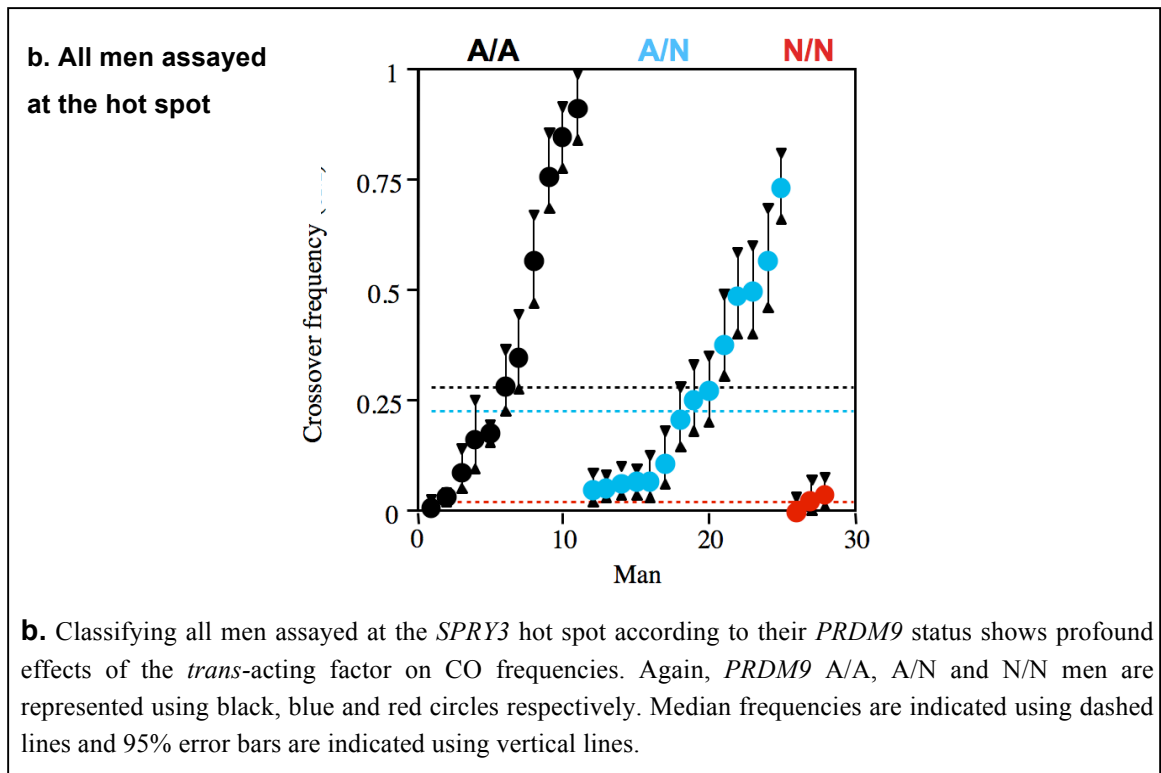 b. All men assayed
at the hot spot
A/A A/N N/N
1
0.75
0.5
0.25
0
Crossover frequency
0 10 20 30
Man
b. Classifying all men assayed at the SPRY3 hot spot according to their PRDM9 status shows profound
effects of the trans-acting factor on CO frequencies. Again, PRDM9 A/A, A/N and N/N men are
represented using black, blue and red circles respectively. Median frequencies are indicated using dashed
lines and 95% error bars are indicated using vertical lines.